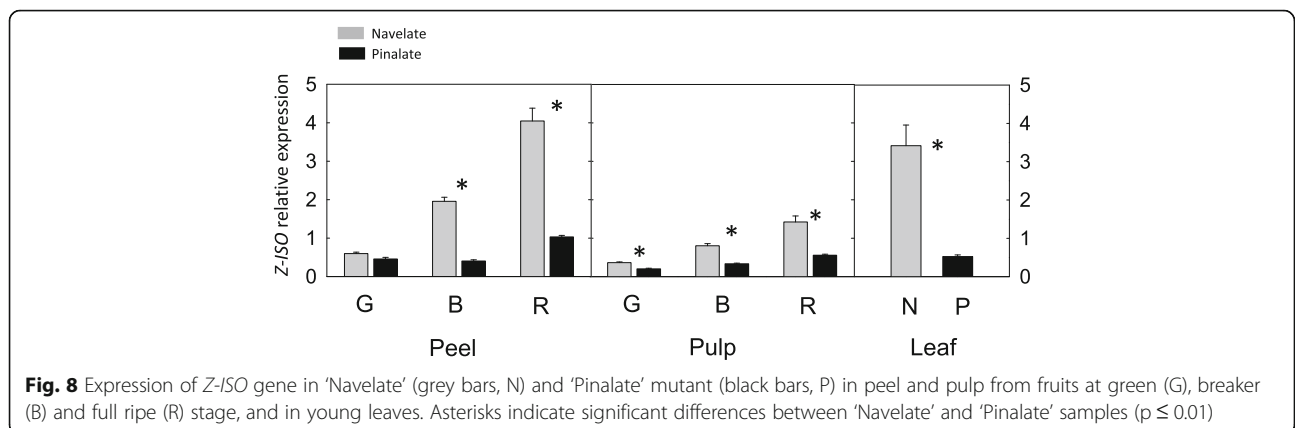 Navelate
Pinalate
Z-ISO relative expression
5 5
4 4
3 3
2 2
1 1
0 0
* * * * * *
G B R G B R N P
Peel Pulp Leaf
Fig. 8 Expression of Z-ISO gene in ‘Navelate’ (grey bars, N) and ‘Pinalate’ mutant (black bars, P) in peel and pulp from fruits at green (G), breaker
(B) and full ripe (R) stage, and in young leaves. Asterisks indicate significant differences between ‘Navelate’ and ‘Pinalate’ samples (p ≤ 0.01)